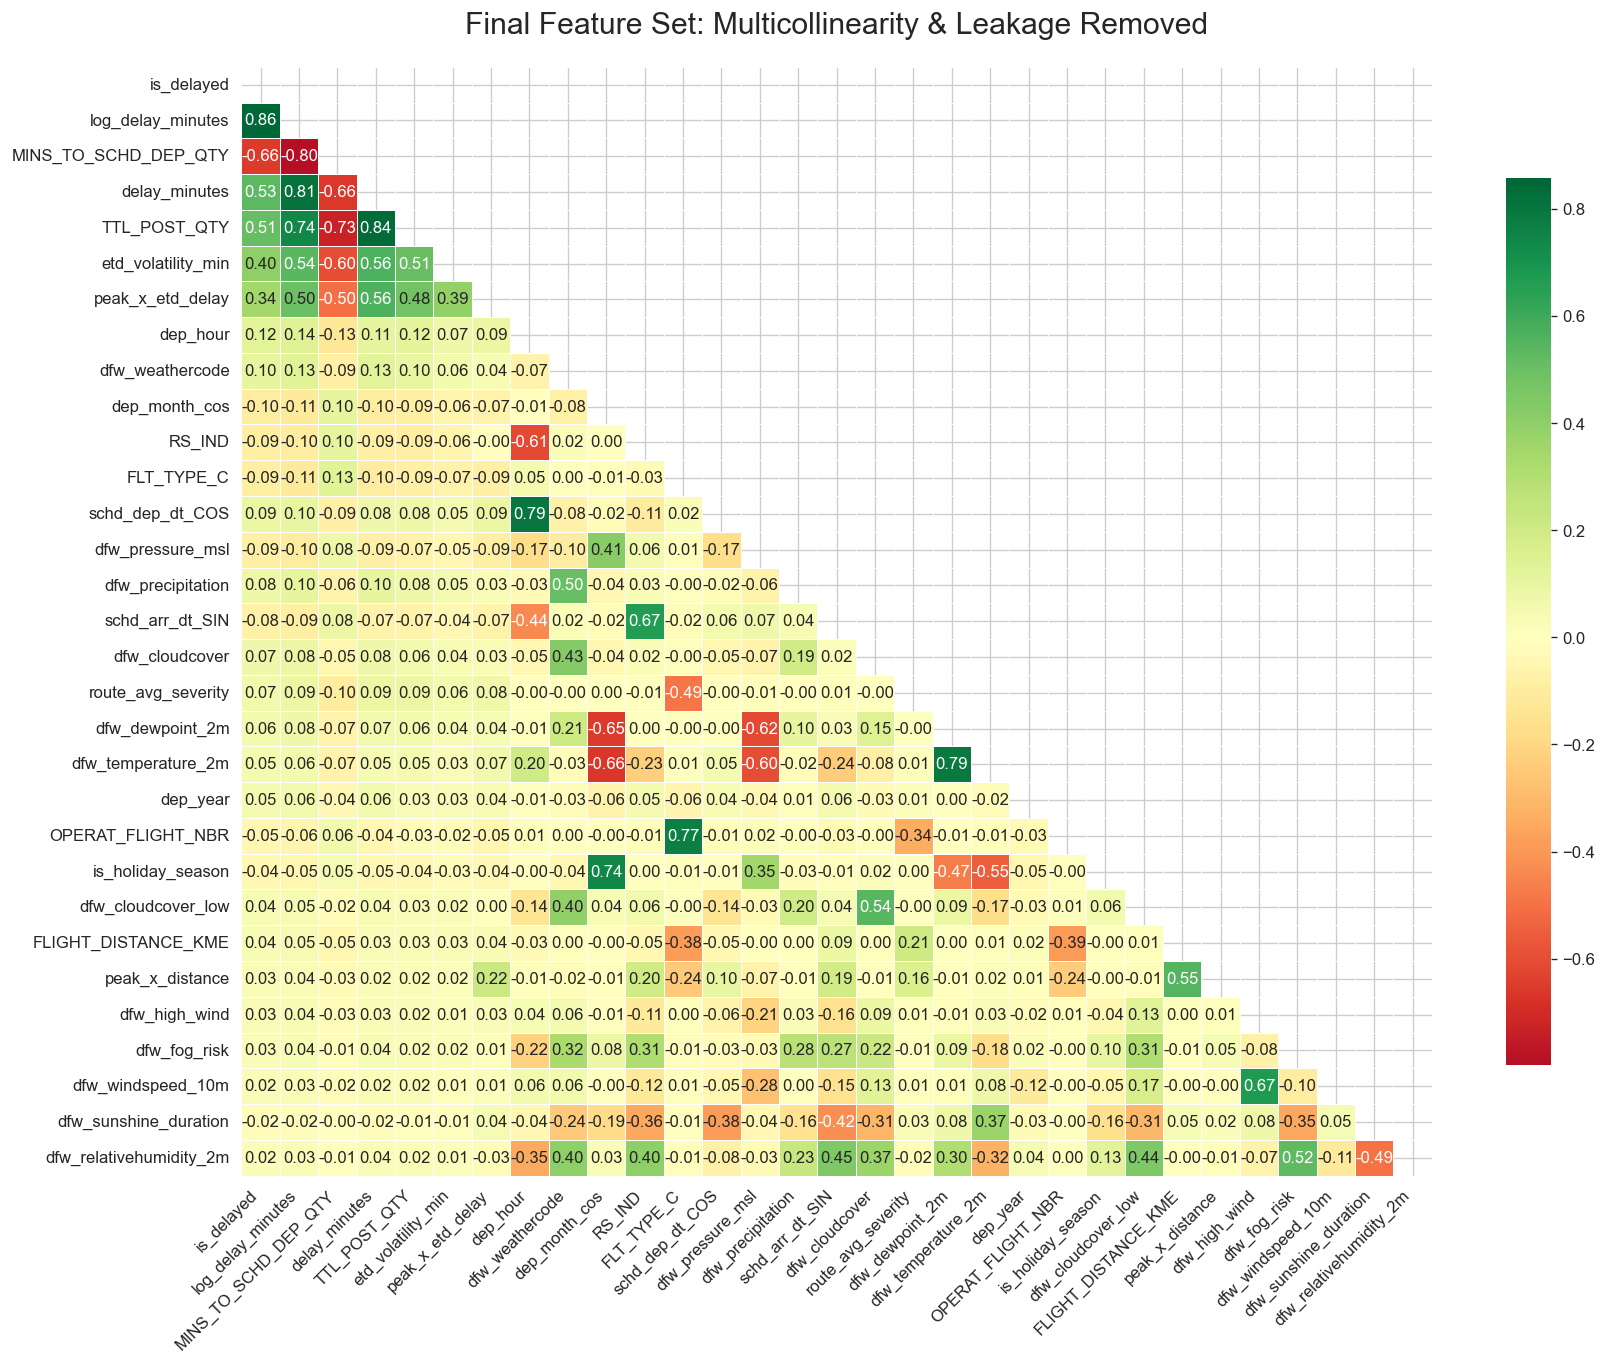 Final Feature Set: Multicollinearity & Leakage Removed
is_delayed
log_delay_minutes 0.86
MINS_TO_SCHD_DEP_QTY -0.66 -0.80
delay_minutes 0.53 0.81 -0.66
TTL_POST_QTY 0.51 0.74 -0.73 0.84
etd_volatility_min 0.40 0.54 -0.60 0.56 0.51
peak_x_etd_delay 0.34 0.50 -0.50 0.56 0.48 0.39
dep_hour 0.12 0.14 -0.13 0.11 0.12 0.07 0.09
dfw_weathercode 0.10 0.13 -0.09 0.13 0.10 0.06 0.04 -0.07
dep_month_cos -0.10 -0.11 0.10 -0.10 -0.09 -0.06 -0.07 -0.01 -0.08
RS_IND -0.09 -0.10 0.10 -0.09 -0.09 -0.06 -0.00 -0.61 0.02 0.00
FLT_TYPE_C -0.09 -0.11 0.13 -0.10 -0.09 -0.07 -0.09 0.05 0.00 -0.01 -0.03
schd_dep_dt_COS 0.09 0.10 -0.09 0.08 0.08 0.05 0.09 0.79 -0.08 -0.02 -0.11 0.02
dfw_pressure_msl -0.09 -0.10 0.08 -0.09 -0.07 -0.05 -0.09 -0.17 -0.10 0.41 0.06 0.01 -0.17
dfw_precipitation 0.08 0.10 -0.06 0.10 0.08 0.05 0.03 -0.03 0.50 -0.04 0.03 -0.00 -0.02 -0.06
schd_arr_dt_SIN -0.08 -0.09 0.08 -0.07 -0.07 -0.04 -0.07 -0.44 0.02 -0.02 0.67 -0.02 0.06 0.07 0.04
dfw_cloudcover 0.07 0.08 -0.05 0.08 0.06 0.04 0.03 -0.05 0.43 -0.04 0.02 -0.00 -0.05 -0.07 0.19 0.02
route_avg_severity 0.07 0.09 -0.10 0.09 0.09 0.06 0.08 -0.00 -0.00 0.00 -0.01 -0.49 -0.00 -0.01 -0.00 0.01 -0.00
dfw_dewpoint_2m 0.06 0.08 -0.07 0.07 0.06 0.04 0.04 -0.01 0.21 -0.65 0.00 -0.00 -0.00 -0.62 0.10 0.03 0.15 -0.00
dfw_temperature_2m 0.05 0.06 -0.07 0.05 0.05 0.03 0.07 0.20 -0.03 -0.66 -0.23 0.01 0.05 -0.60 -0.02 -0.24 -0.08 0.01 0.79
dep_year 0.05 0.06 -0.04 0.06 0.03 0.03 0.04 -0.01 -0.03 -0.06 0.05 -0.06 0.04 -0.04 0.01 0.06 -0.03 0.01 0.00 -0.02
OPERAT_FLIGHT_NBR -0.05 -0.06 0.06 -0.04 -0.03 -0.02 -0.05 0.01 0.00 -0.00 -0.01 0.77 -0.01 0.02 -0.00 -0.03 -0.00 -0.34 -0.01 -0.01 -0.03
is_holiday_season -0.04 -0.05 0.05 -0.05 -0.04 -0.03 -0.04 -0.00 -0.04 0.74 0.00 -0.01 -0.01 0.35 -0.03 -0.01 0.02 0.00 -0.47 -0.55 -0.05 -0.00
dfw_cloudcover_low 0.04 0.05 -0.02 0.04 0.03 0.02 0.00 -0.14 0.40 0.04 0.06 -0.00 -0.14 -0.03 0.20 0.04 0.54 -0.00 0.09 -0.17 -0.03 0.01 0.06
FLIGHT_DISTANCE_KME 0.04 0.05 -0.05 0.03 0.03 0.03 0.04 -0.03 0.00 -0.00 -0.05 -0.38 -0.05 -0.00 0.00 0.09 0.00 0.21 0.00 0.01 0.02 -0.39 -0.00 0.01
peak_x_distance 0.03 0.04 -0.03 0.02 0.02 0.02 0.22 -0.01 -0.02 -0.01 0.20 -0.24 0.10 -0.07 -0.01 0.19 -0.01 0.16 -0.01 0.02 0.01 -0.24 -0.00 -0.01 0.55
dfw_high_wind 0.03 0.04 -0.03 0.03 0.02 0.01 0.03 0.04 0.06 -0.01 -0.11 0.00 -0.06 -0.21 0.03 -0.16 0.09 0.01 -0.01 0.03 -0.02 0.01 -0.04 0.13 0.00 0.01
dfw_fog_risk 0.03 0.04 -0.01 0.04 0.02 0.02 0.01 -0.22 0.32 0.08 0.31 -0.01 -0.03 -0.03 0.28 0.27 0.22 -0.01 0.09 -0.18 0.02 -0.00 0.10 0.31 -0.01 0.05 -0.08
dfw_windspeed_10m 0.02 0.03 -0.02 0.02 0.02 0.01 0.01 0.06 0.06 -0.00 -0.12 0.01 -0.05 -0.28 0.00 -0.15 0.13 0.01 0.01 0.08 -0.12 -0.00 -0.05 0.17 -0.00 -0.00 0.67 -0.10
dfw_sunshine_duration -0.02 -0.02 -0.00 -0.02 -0.01 -0.01 0.04 -0.04 -0.24 -0.19 -0.36 -0.01 -0.38 -0.04 -0.16 -0.42 -0.31 0.03 0.08 0.37 -0.03 -0.00 -0.16 -0.31 0.05 0.02 0.08 -0.35 0.05
dfw_relativehumidity_2m 0.02 0.03 -0.01 0.04 0.02 0.01 -0.03 -0.35 0.40 0.03 0.40 0.00 -0.08 -0.03 0.23 0.45 0.37 -0.02 0.30 -0.32 0.04 0.00 0.13 0.44 -0.00 -0.01 -0.07 0.52 -0.11 -0.49
is_delayed
log_delay_minutes
MINS_TO_SCHD_DEP_QTY
delay_minutes
TTL_POST_QTY
etd_volatility_min
peak_x_etd_delay
dep_hour
dfw_weathercode
dep_month_cos
RS_IND
FLT_TYPE_C
schd_dep_dt_COS
dfw_pressure_msl
dfw_precipitation
schd_arr_dt_SIN
dfw_cloudcover
route_avg_severity
dfw_dewpoint_2m
dfw_temperature_2m
dep_year
OPERAT_FLIGHT_NBR
is_holiday_season
dfw_cloudcover_low
FLIGHT_DISTANCE_KME
peak_x_distance
dfw_high_wind
dfw_fog_risk
dfw_windspeed_10m
dfw_sunshine_duration
dfw_relativehumidity_2m
0.8
0.6
0.4
0.2
0.0
−0.2
−0.4
−0.6